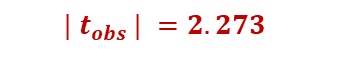 | t_obs | = 2.273